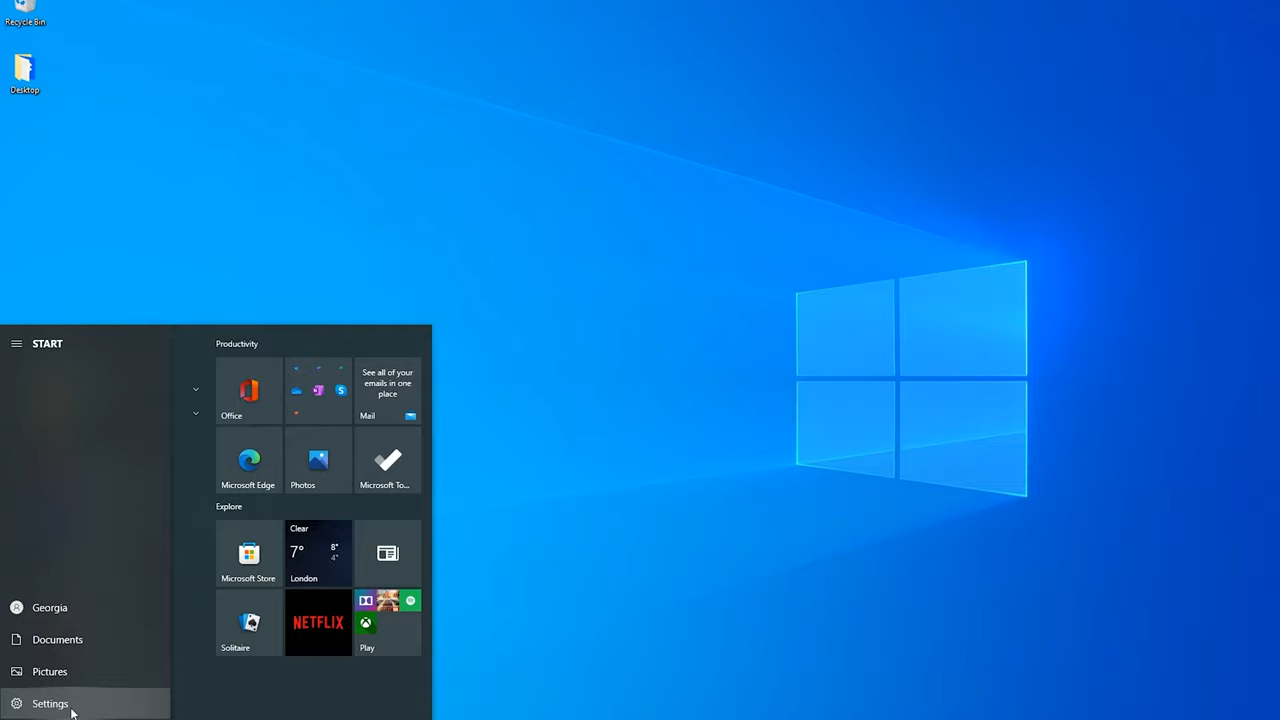 Recycle Bin
Desktop
START
Georgia
Documents
Pictures
Settings
Productivity
Office
See all of your
emails in one
place
Mail
Microsoft Edge
Photos
Microsoft To...
Explore
Microsoft Store
Clear
7°
8°
4°
London
Solitaire
NETFLIX
Play